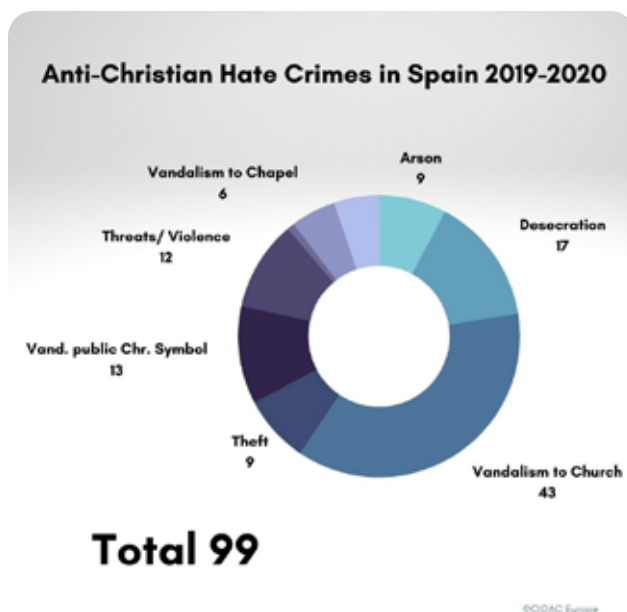 Anti-Christian Hate Crimes in Spain 2019-2020
Arson
9
Vandalism to Chapel
6
Desecration
17
Threats/ Violence
12
Vand. public Chr. Symbol
13
Theft
9
Vandalism to Church
43
Total 99
©OIDAC Europe